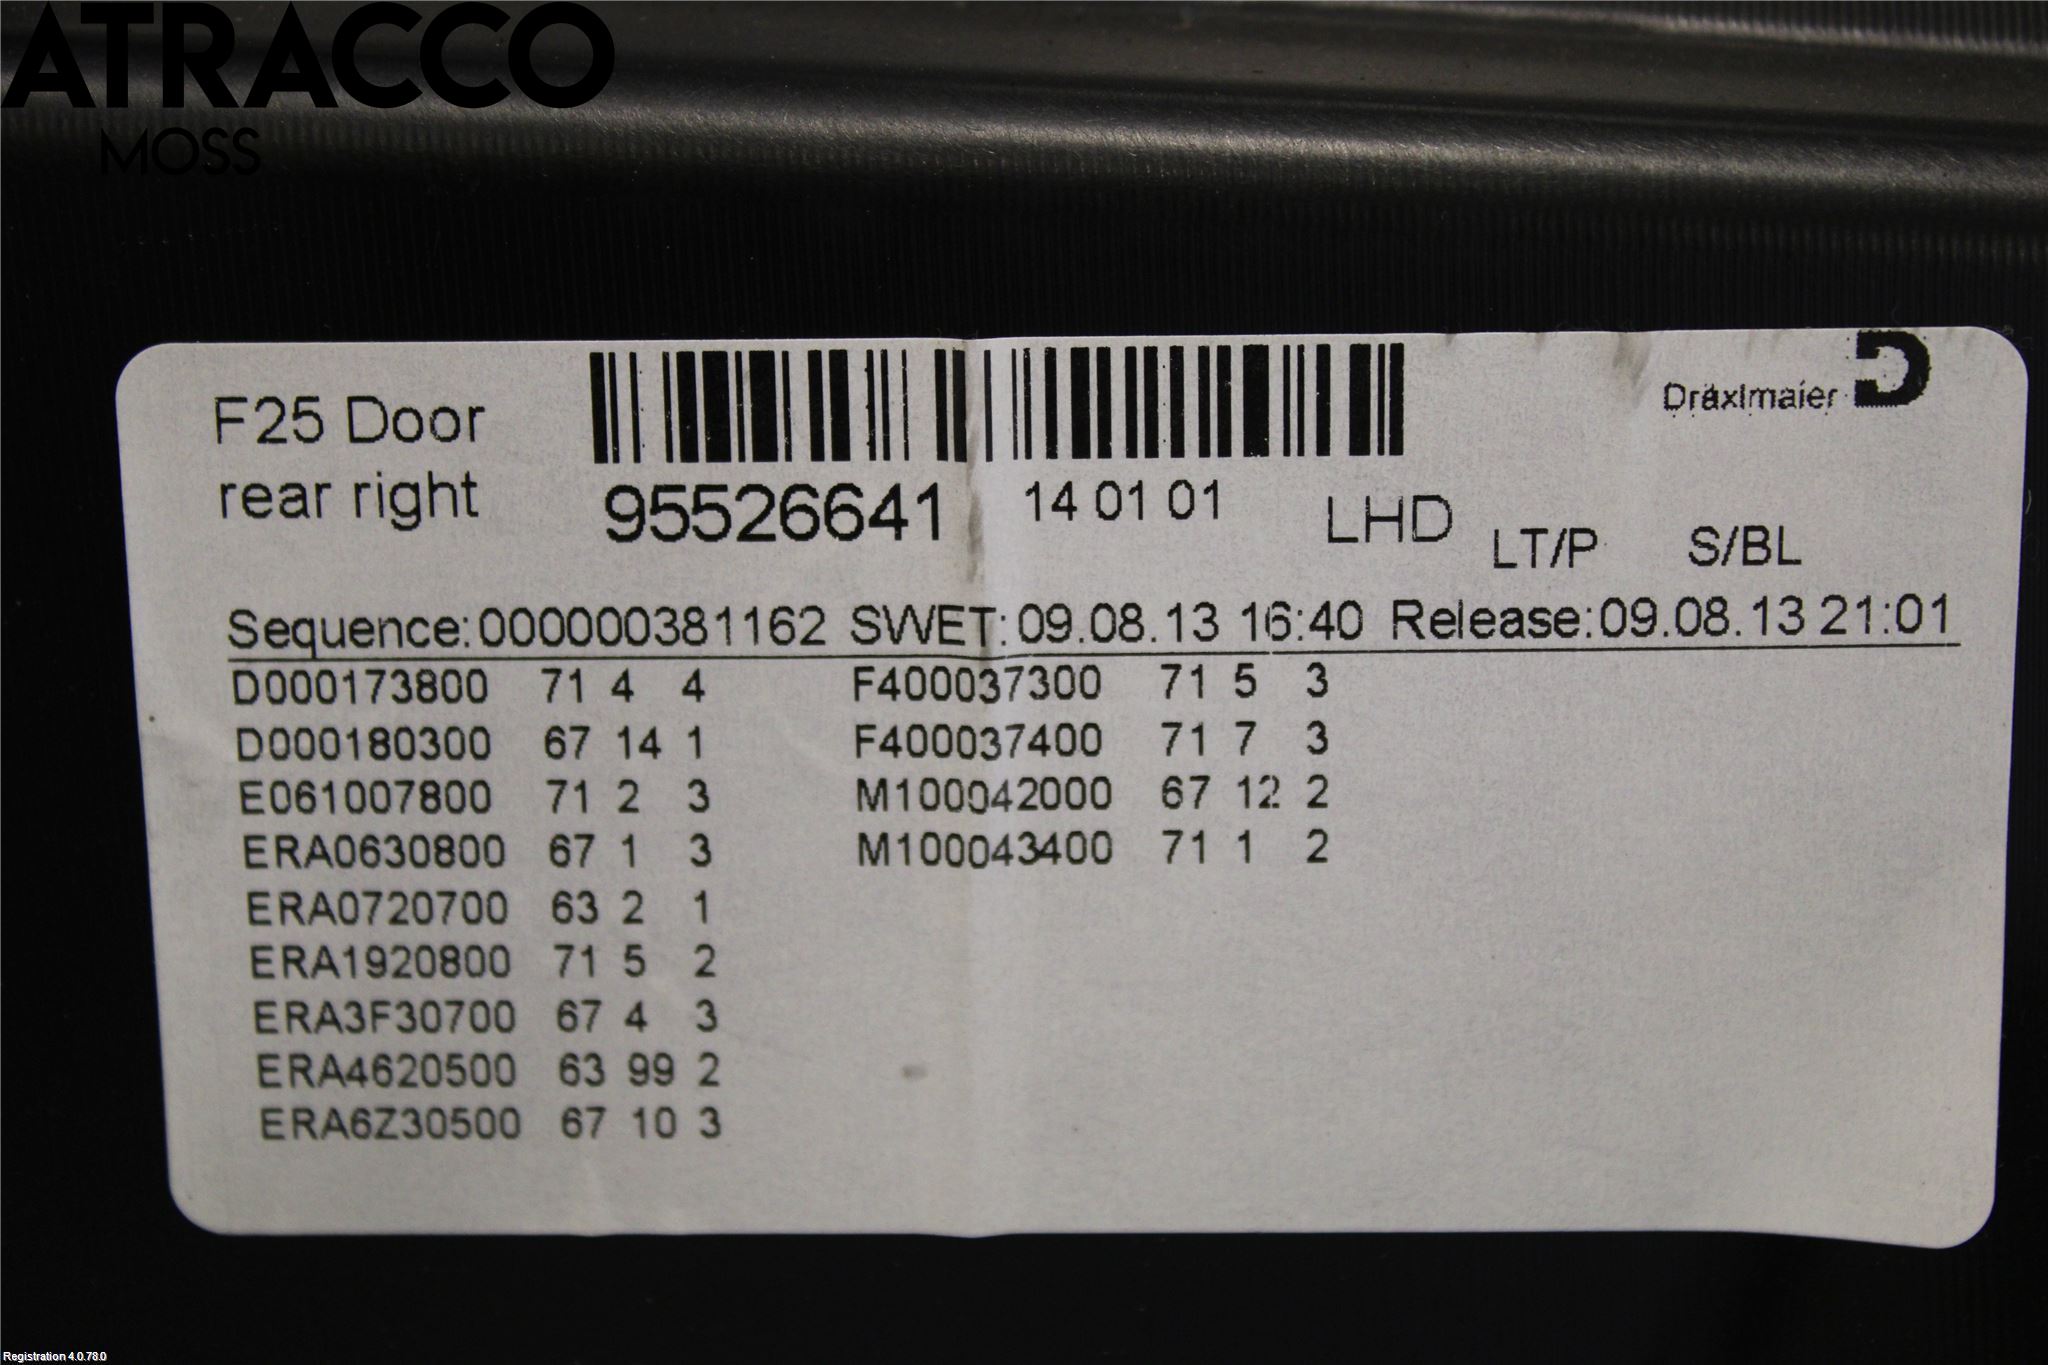 ATRACCO
MOSS
F25 Door
rear right
95526641
14 01 01
LHD
LT/P
S/BL
Dräxlmaier
Sequence:000000381162 SWET:09.08.13 16:40 Release:09.08.13 21:01
D000173800 71 4 4
D000180300 67 14 1
E061007800 71 2 3
ERA0630800 67 1 3
ERA0720700 63 2 1
ERA1920800 71 5 2
ERA3F30700 67 4 3
ERA4620500 63 99 2
ERA6Z30500 67 10 3
F400037300 71 5 3
F400037400 71 7 3
M100042000 67 12 2
M100043400 71 1 2
Registration 4.0.78.0